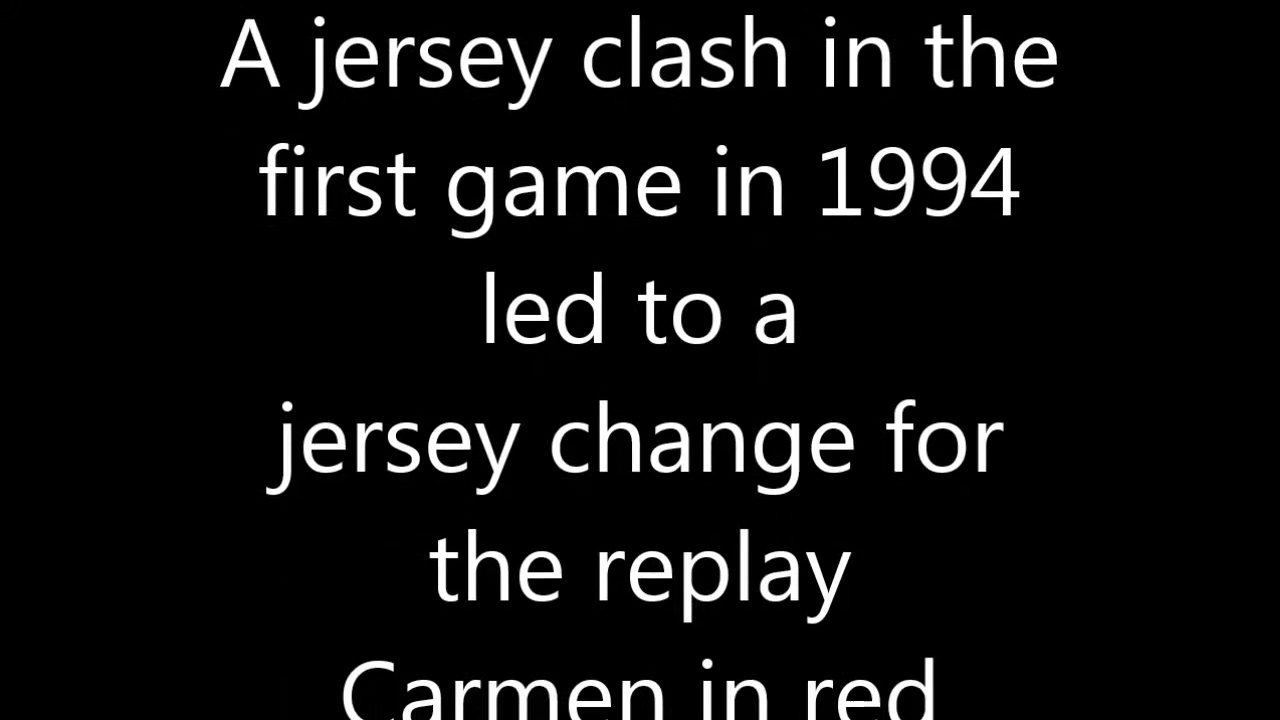 A jersey clash in the
first game in 1994
led to a
jersey change for
the replay
Carmen in red